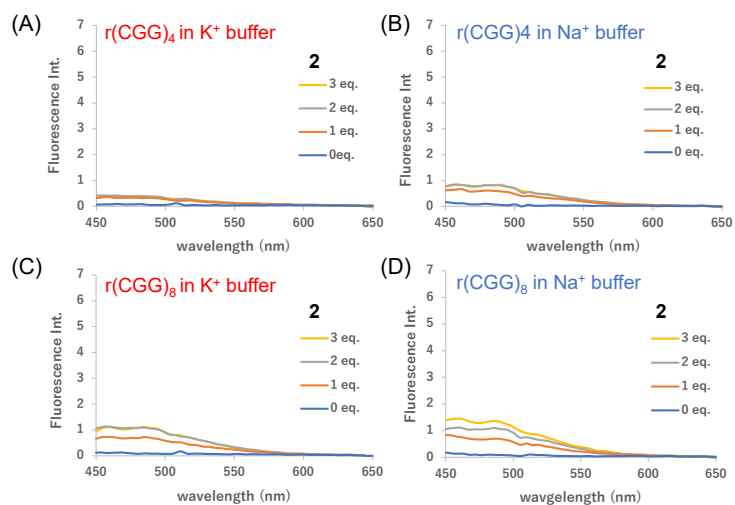 (A)
r(CGG)₄ in K⁺ buffer
7
6
5
4
3
2
1
0
Fluorescence Int.
2
3 eq.
2 eq.
1 eq.
0eq.
450
500
550
600
650
wavelength (nm)
(B)
r(CGG)4 in Na⁺ buffer
7
6
5
4
3
2
1
0
Fluorescence Int
2
3 eq.
2 eq.
1 eq.
0 eq.
450
500
550
600
650
wavelength (nm)
(C)
r(CGG)₈ in K⁺ buffer
7
6
5
4
3
2
1
0
Fluorescence Int.
2
3 eq.
2 eq.
1 eq.
0 eq.
450
500
550
600
650
wavelength (nm)
(D)
r(CGG)₈ in Na⁺ buffer
7
6
5
4
3
2
1
0
Fluorescence Int.
2
3 eq.
2 eq.
1 eq.
0 eq.
450
500
550
600
650
wavgelength (nm)